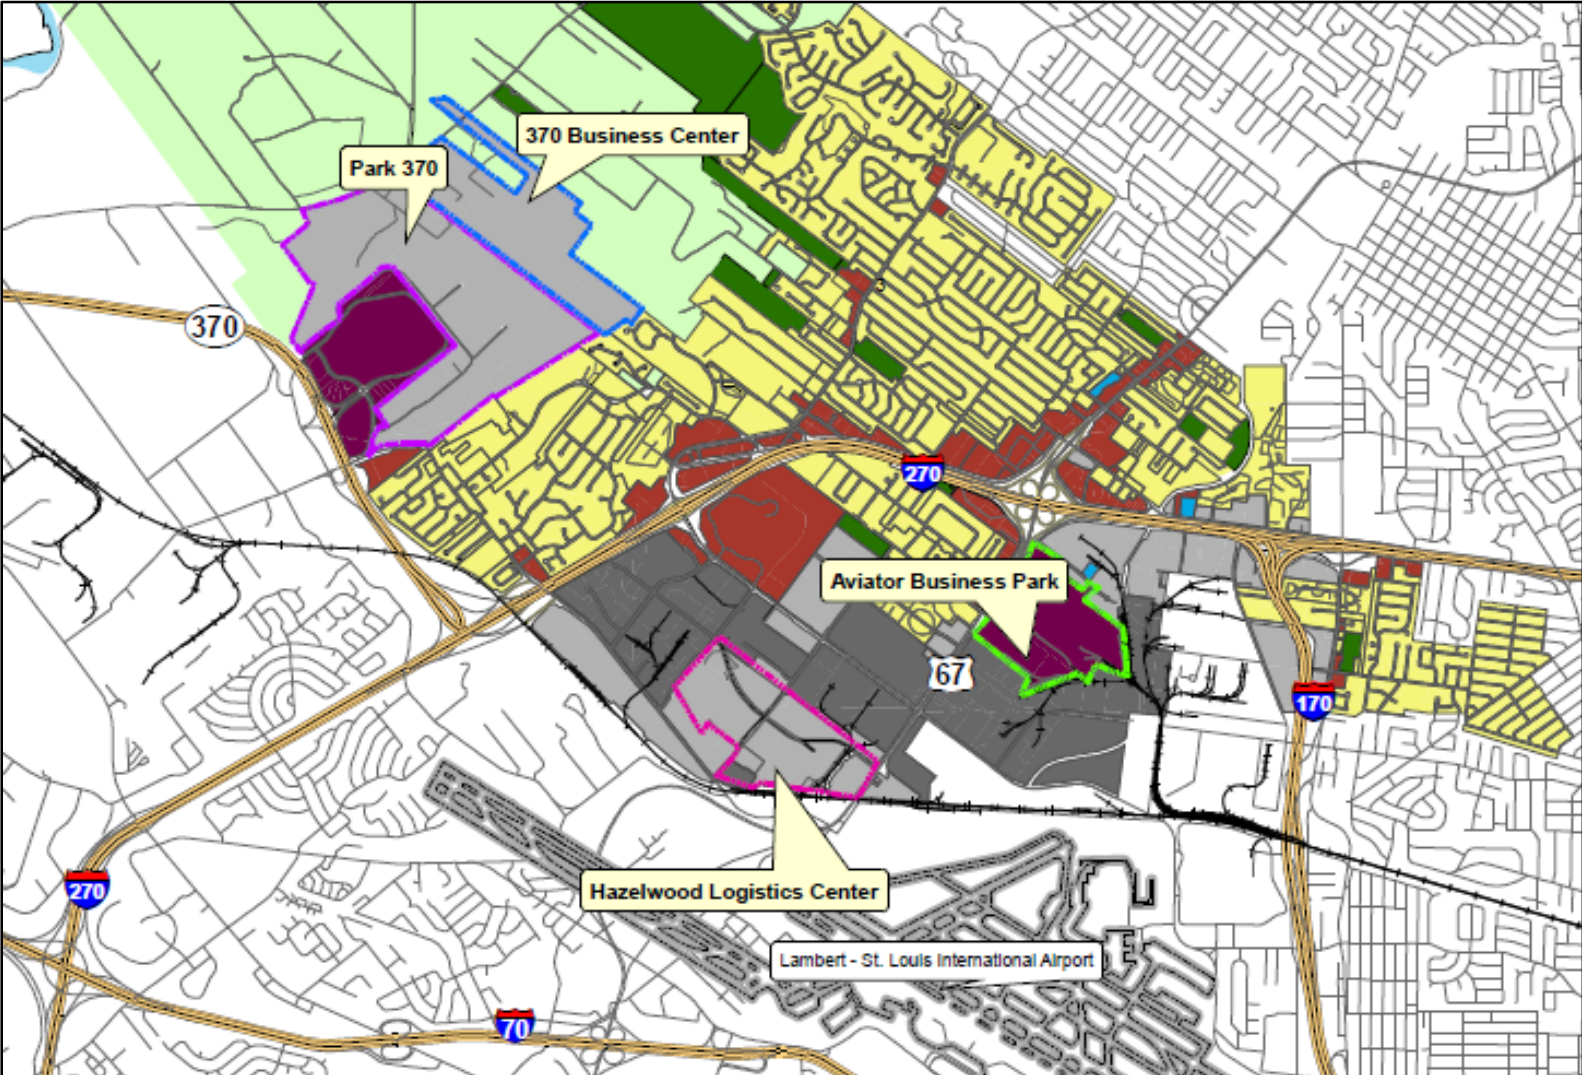 370 Business Center
Park 370
370
3
270
Aviator Business Park
67
170
270
Hazelwood Logistics Center
Lambert - St. Louis International Airport
70